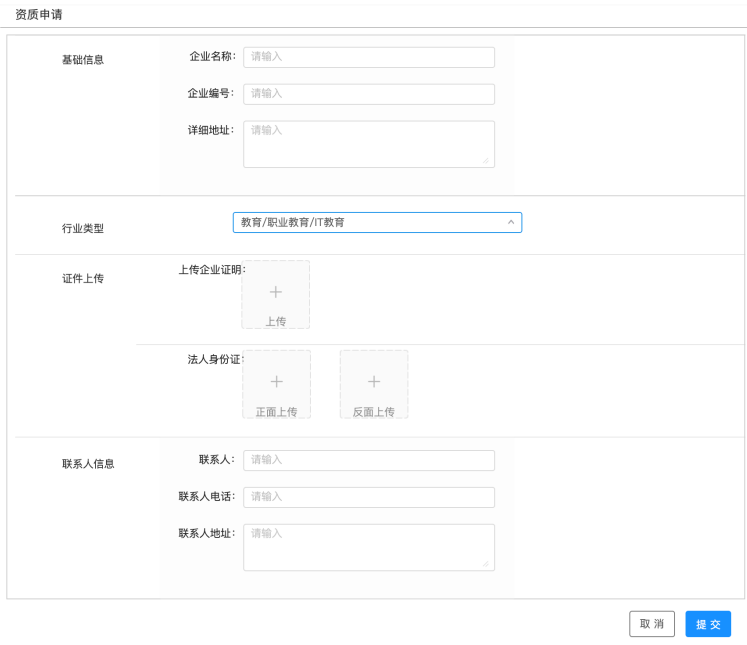 资质申请
基础信息
企业名称： 请输入
企业编号： 请输入
详细地址： 请输入
行业类型 教育/职业教育/IT教育
证件上传
上传企业证明：
上传
法人身份证：
正面上传 反面上传
联系人信息
联系人： 请输入
联系人电话： 请输入
联系人地址： 请输入
取 消 提 交